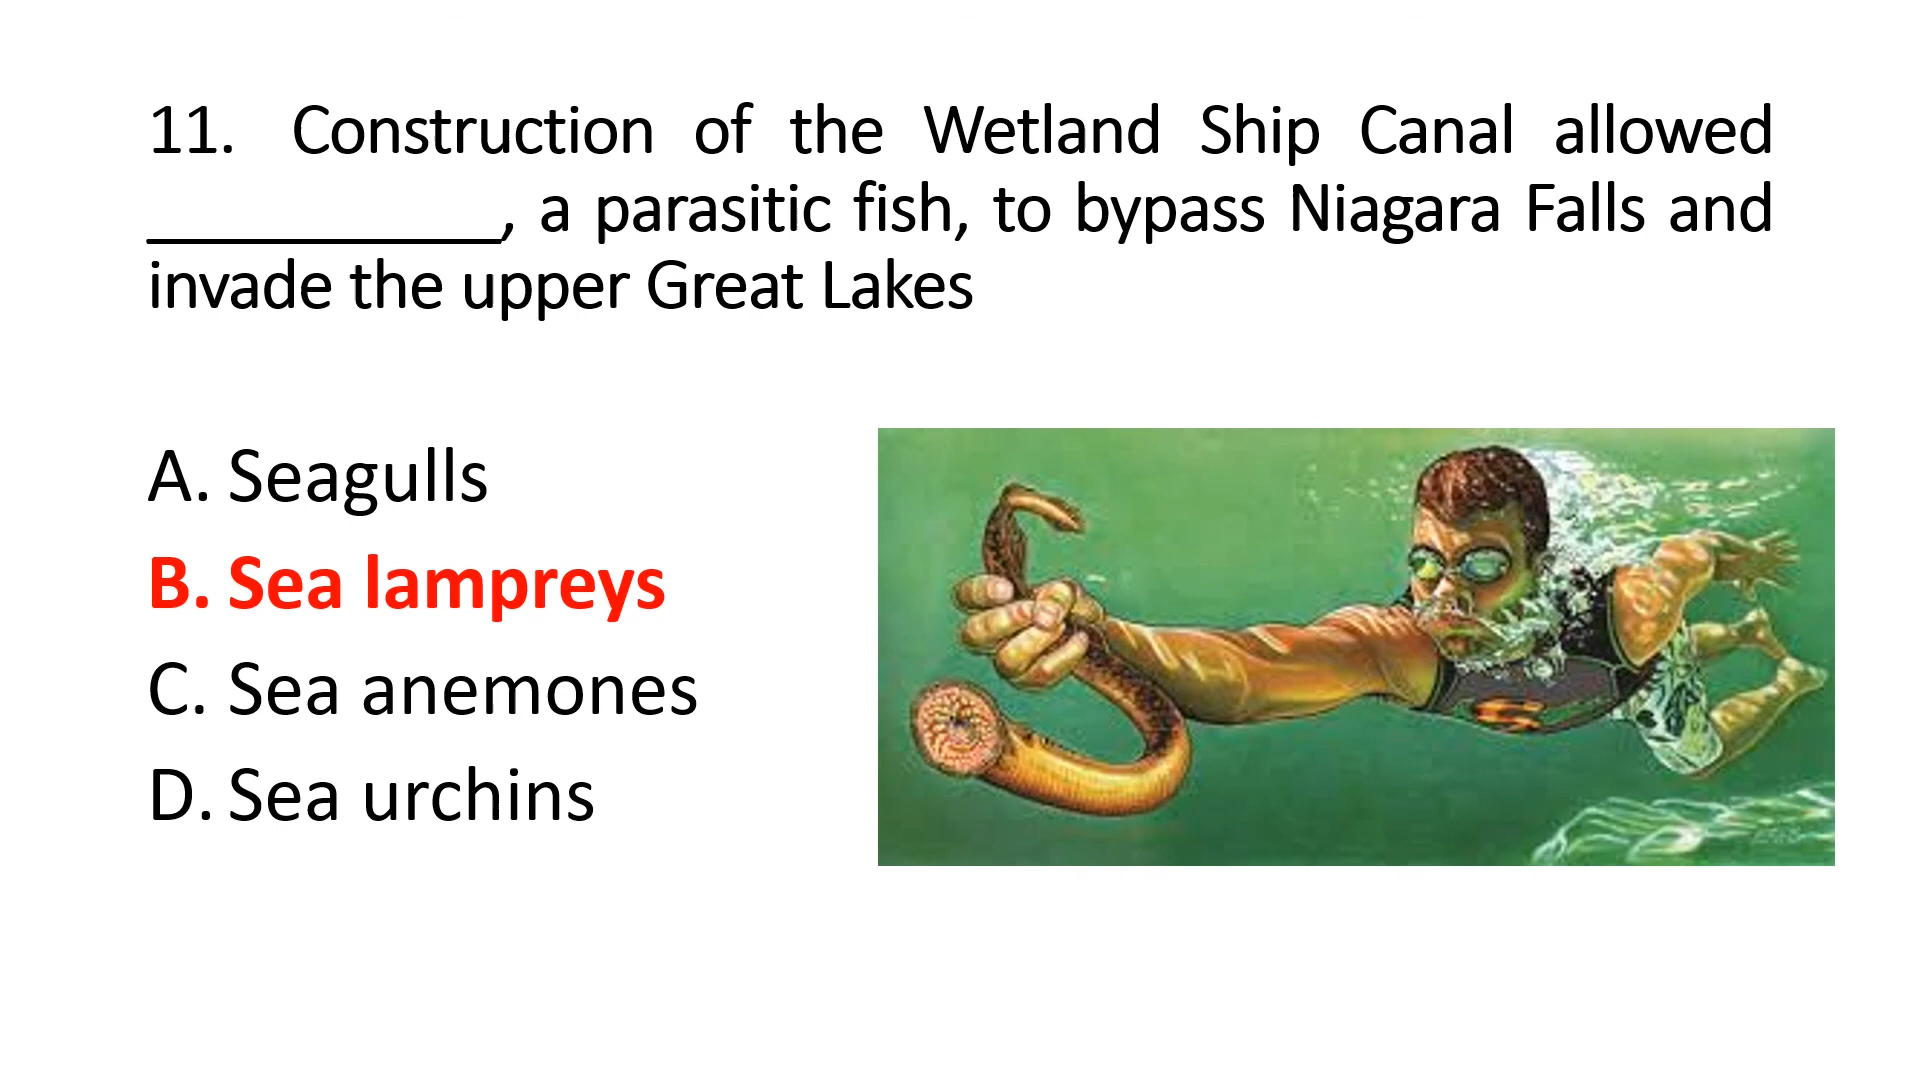 11. Construction of the Wetland Ship Canal allowed
___________, a parasitic fish, to bypass Niagara Falls and
invade the upper Great Lakes
A. Seagulls
B. Sea lampreys
C. Sea anemones
D. Sea urchins